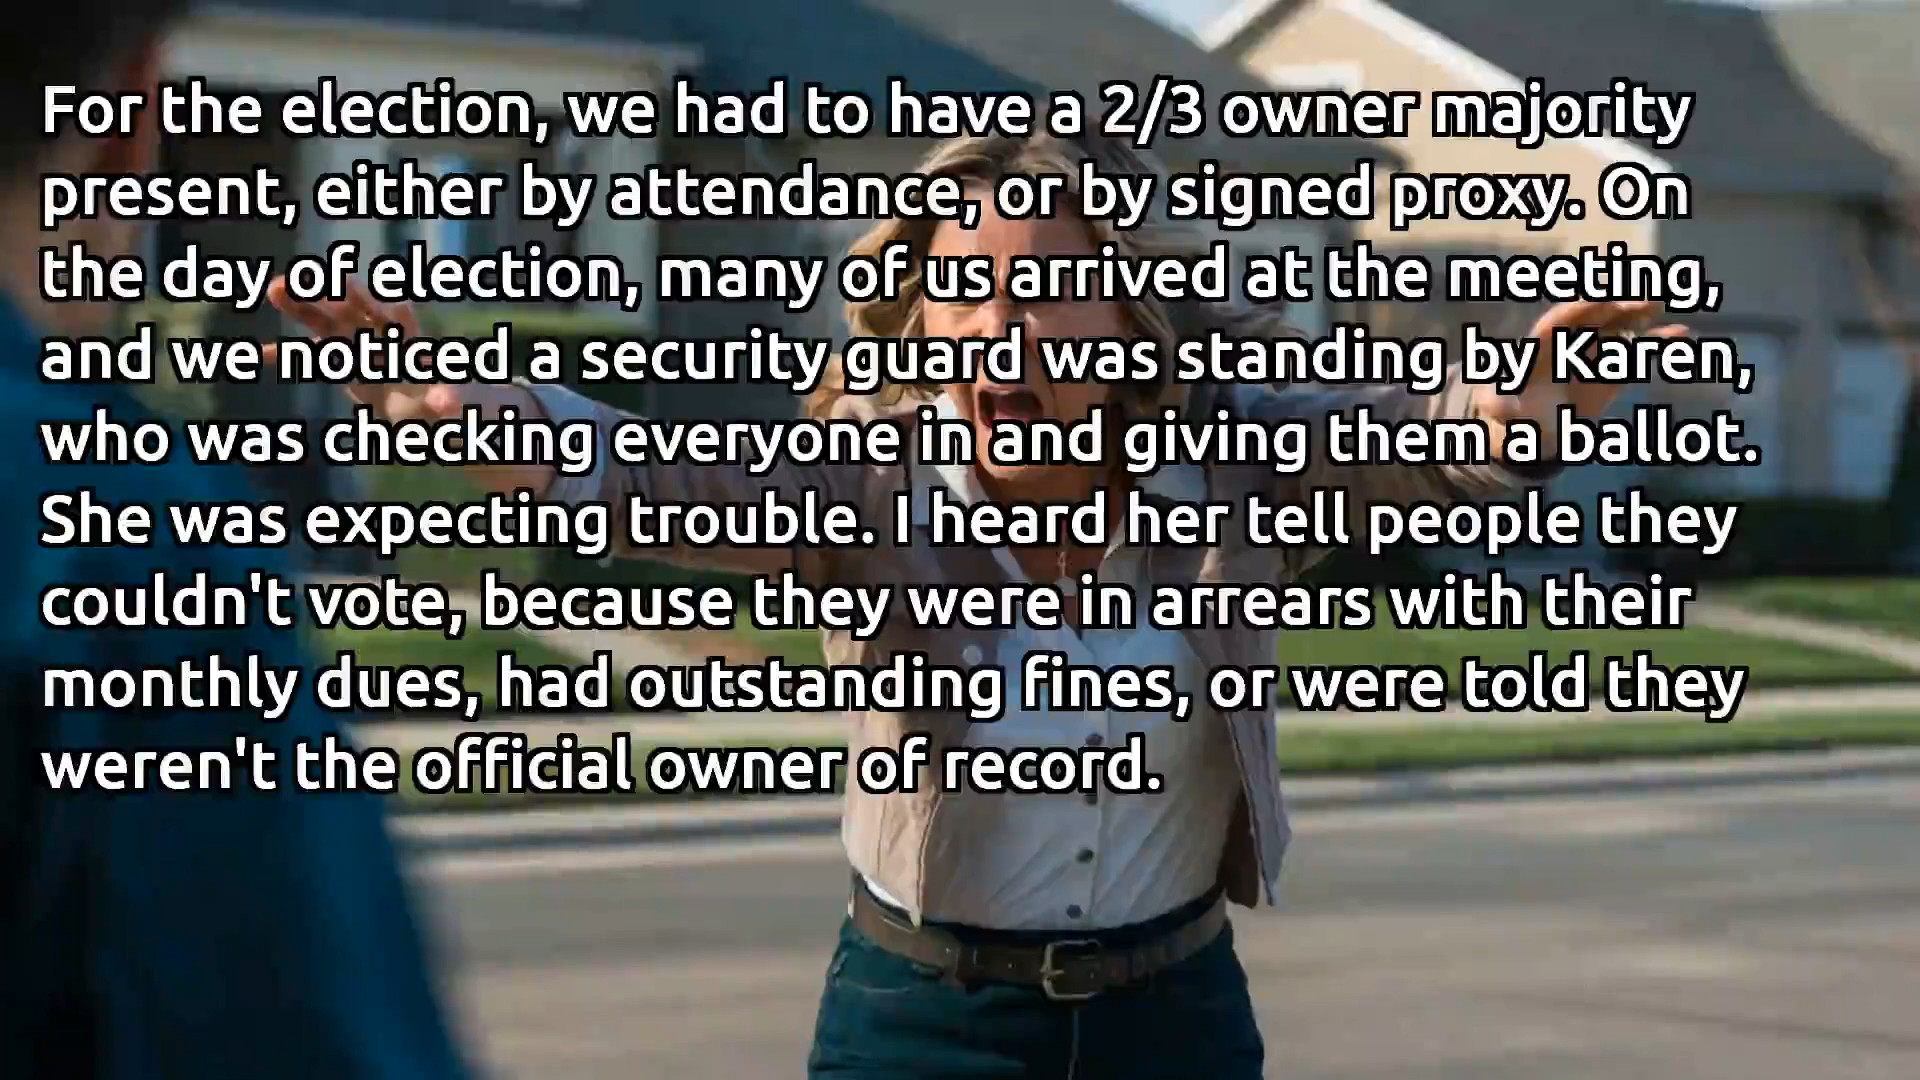 For the election, we had to have a 2/3 owner majority
present, either by attendance, or by signed proxy. On
the day of election, many of us arrived at the meeting,
and we noticed a security guard was standing by Karen,
who was checking everyone in and giving them a ballot.
She was expecting trouble. I heard her tell people they
couldn't vote, because they were in arrears with their
monthly dues, had outstanding fines, or were told they
weren't the official owner of record.